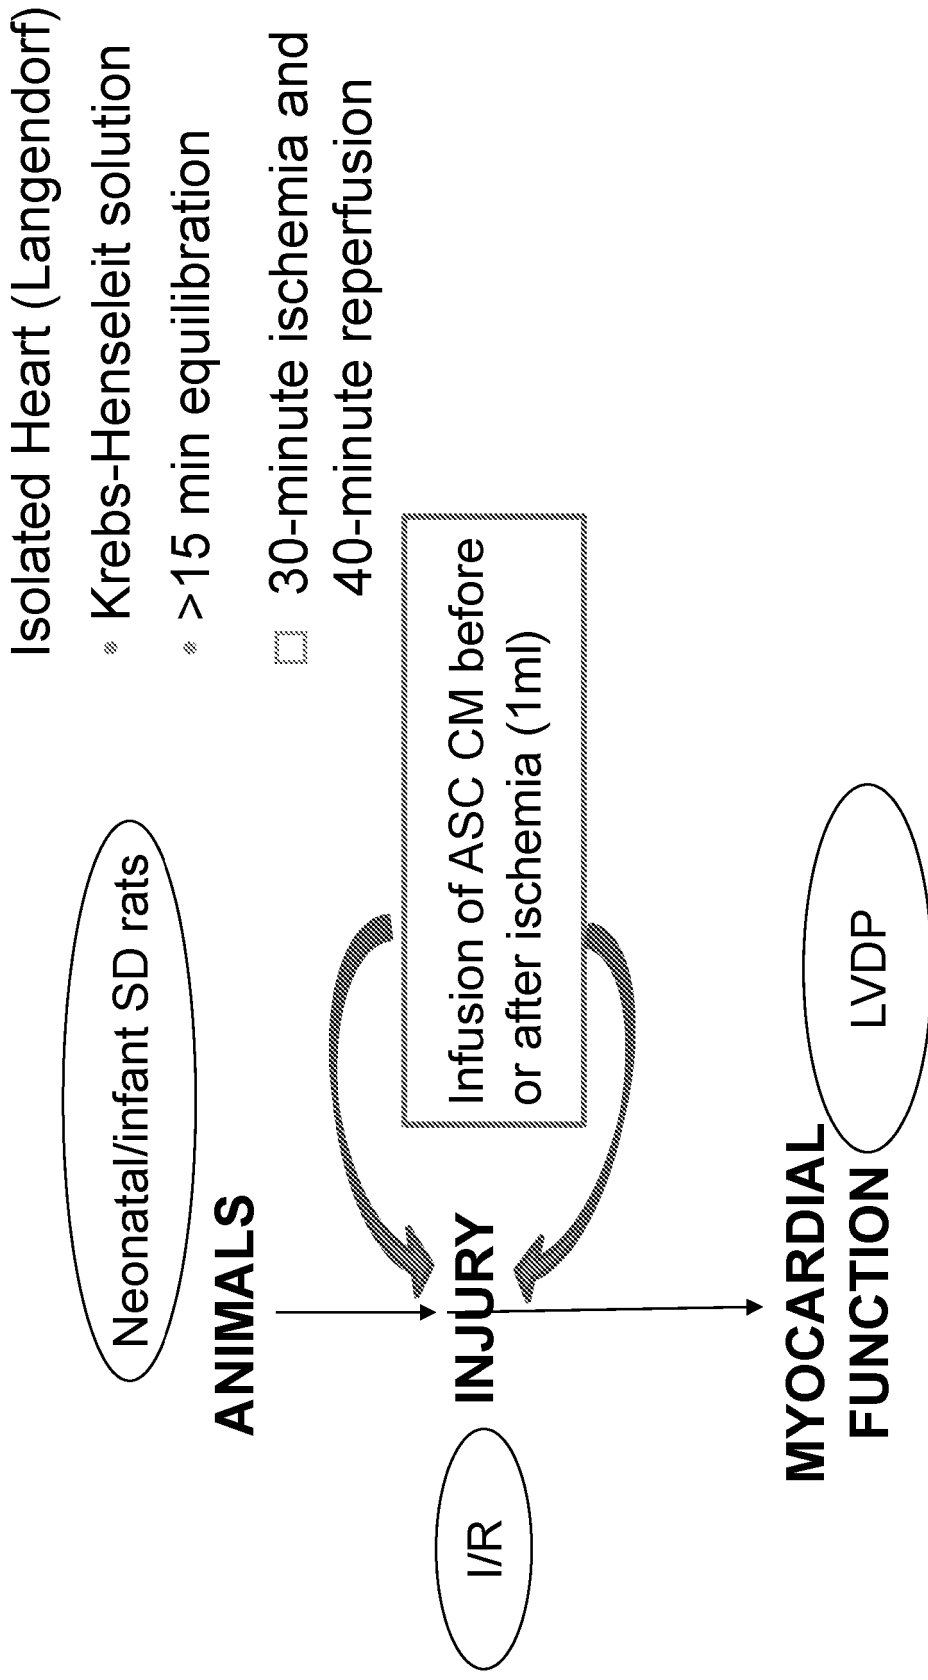 Isolated Heart (Langendorf)
• Krebs-Henseleit solution
• >15 min equilibration
□ 30-minute ischemia and
40-minute reperfusion
Neonatal/infant SD rats
ANIMALS
Infusion of ASC CM before
or after ischemia (1ml)
I/R
INJURY
MYOCARDIAL
FUNCTION
LVDP